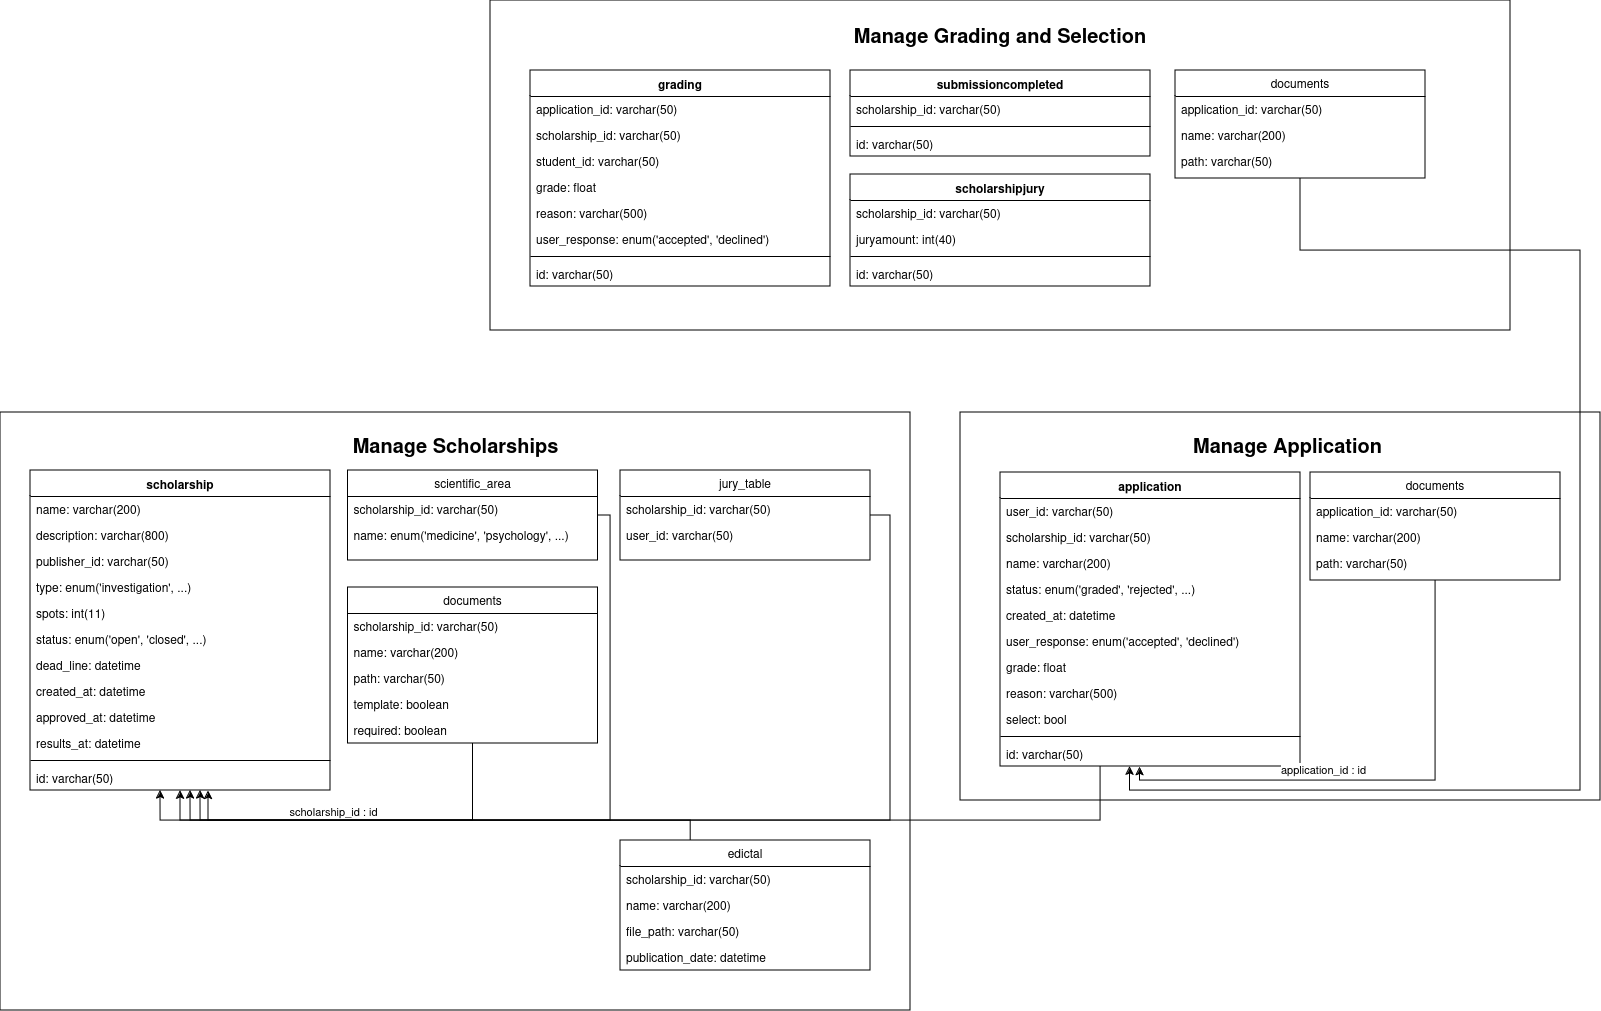 Manage Grading and Selection
grading
application_id: varchar(50)
scholarship_id: varchar(50)
student_id: varchar(50)
grade: float
reason: varchar(500)
user_response: enum('accepted', 'declined')
id: varchar(50)
submissioncompleted
scholarship_id: varchar(50)
id: varchar(50)
scholarshipjury
scholarship_id: varchar(50)
juryamount: int(40)
id: varchar(50)
documents
application_id: varchar(50)
name: varchar(200)
path: varchar(50)
Manage Scholarships
scholarship
name: varchar(200)
description: varchar(800)
publisher_id: varchar(50)
type: enum('investigation', ...)
spots: int(11)
status: enum('open', 'closed', ...)
dead_line: datetime
created_at: datetime
approved_at: datetime
results_at: datetime
id: varchar(50)
scientific_area
scholarship_id: varchar(50)
name: enum('medicine', 'psychology', ...)
documents
scholarship_id: varchar(50)
name: varchar(200)
path: varchar(50)
template: boolean
required: boolean
jury_table
scholarship_id: varchar(50)
user_id: varchar(50)
scholarship_id : id
edictal
scholarship_id: varchar(50)
name: varchar(200)
file_path: varchar(50)
publication_date: datetime
Manage Application
application
user_id: varchar(50)
scholarship_id: varchar(50)
name: varchar(200)
status: enum('graded', 'rejected', ...)
created_at: datetime
user_response: enum('accepted', 'declined')
grade: float
reason: varchar(500)
select: bool
id: varchar(50)
documents
application_id: varchar(50)
name: varchar(200)
path: varchar(50)
application_id : id